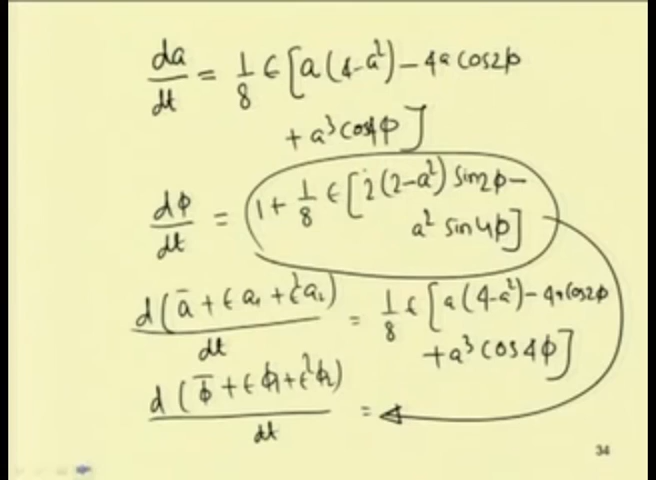 da/dt = 1/8 ϵ [a(4-a²) - 4a cos2ϕ
+ a³ cos4ϕ]
dϕ/dt = 1 + 1/8 ϵ [2(2-a²) sin2ϕ -
a² sin4ϕ]
d(ā + ϵa₁ + ϵ²a₂)/dt = 1/8 ϵ [a(4-a²) - 4a cos2ϕ
+ a³ cos4ϕ]
d(ϕ̄ + ϵϕ₁ + ϵ²ϕ₂)/dt =
34